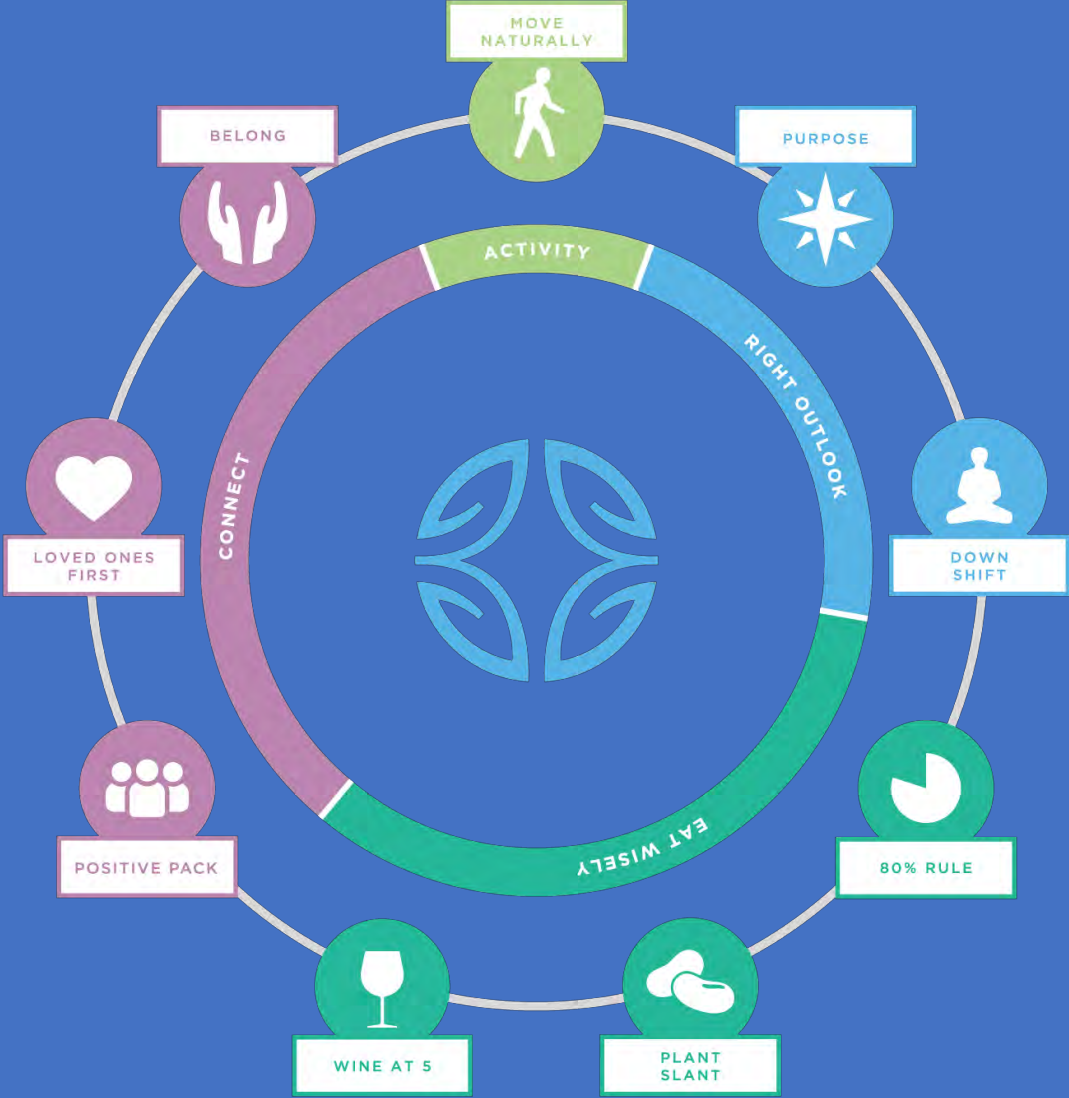 MOVE
NATURALLY
BELONG
PURPOSE
ACTIVITY
RIGHT OUTLOOK
CONNECT
LOVED ONES
FIRST
DOWN
SHIFT
EAT WISELY
POSITIVE PACK
80% RULE
WINE AT 5
PLANT
SLANT